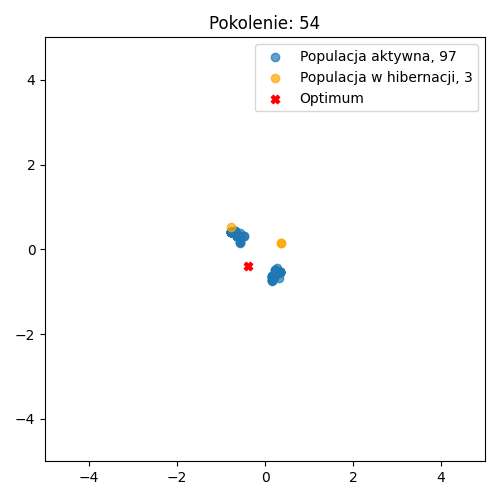 Pokolenie: 54
Populacja aktywna, 97
Populacja w hibernacji, 3
Optimum
4
2
0
−2
−4
−4
−2
0
2
4